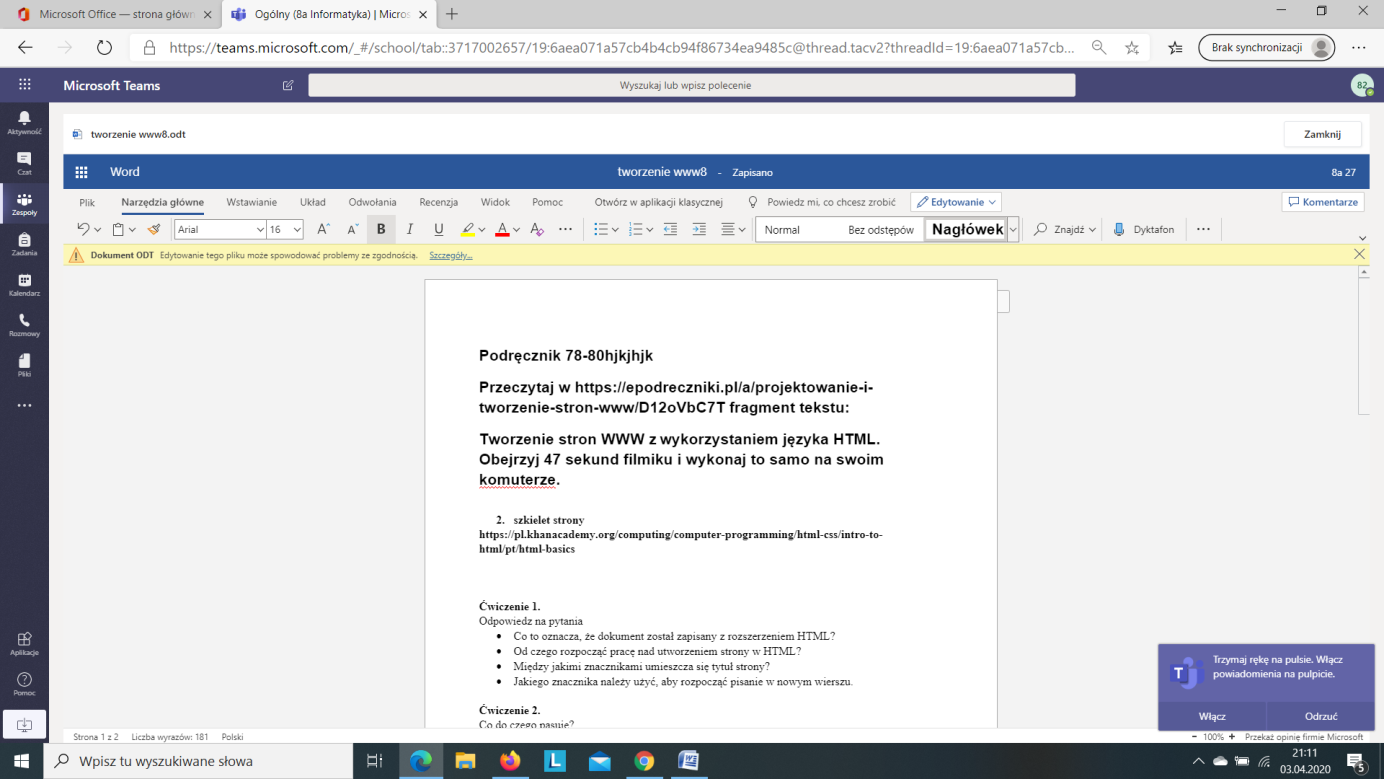 Microsoft Office — strona główn
Ogólny (8a Informatyka) | Micros
https://teams.microsoft.com/_#/school/tab::3717002657/19:6aea071a57cb4b4cb94f86734ea9485c@thread.tacv2?threadId=19:6aea071a57cb...
Brak synchronizacji
Microsoft Teams
Wyszukaj lub wpisz polecenie
82
Aktywność
Czat
Zespoły
Zadania
Kalendarz
Rozmowy
Pliki
Aplikacje
Pomoc
tworzenie www8.odt
Zamknij
Word
tworzenie www8 - Zapisano
8a 27
Plik Narzędzia główne Wstawianie Układ Odwołania Recenzja Widok Pomoc Otwórz w aplikacji klasycznej Powiedz mi, co chcesz zrobić Edytowanie Komentarze
Arial 16 A A B I U A A Normal Bez odstępów Nagłówek Znajdź Dyktafon
Dokument ODT Edytowanie tego pliku może spowodować problemy ze zgodnością. Szczegóły...
Podręcznik 78-80hjkjhjk
Przeczytaj w https://epodreczniki.pl/a/projektowanie-i-
tworzenie-stron-www/D12oVbC7T fragment tekstu:
Tworzenie stron WWW z wykorzystaniem języka HTML.
Obejrzyj 47 sekund filmiku i wykonaj to samo na swoim
komuterze.
2. szkielet strony
https://pl.khanacademy.org/computing/computer-programming/html-css/intro-to-
html/pt/html-basics
Ćwiczenie 1.
Odpowiedz na pytania
• Co to oznacza, że dokument został zapisany z rozszerzeniem HTML?
• Od czego rozpocząć pracę nad utworzeniem strony w HTML?
• Między jakimi znacznikami umieszcza się tytuł strony?
• Jakiego znacznika należy użyć, aby rozpocząć pisanie w nowym wierszu.
Ćwiczenie 2.
Co do czego pasuje?
Trzymaj rękę na pulsie. Włącz
powiadomienia na pulpicie.
Włącz Odrzuć
Strona 1 z 2 Liczba wyrazów: 181 Polski
- 100% + Przekaż opinię firmie Microsoft
Wpisz tu wyszukiwane słowa
L
21:11
03.04.2020
5